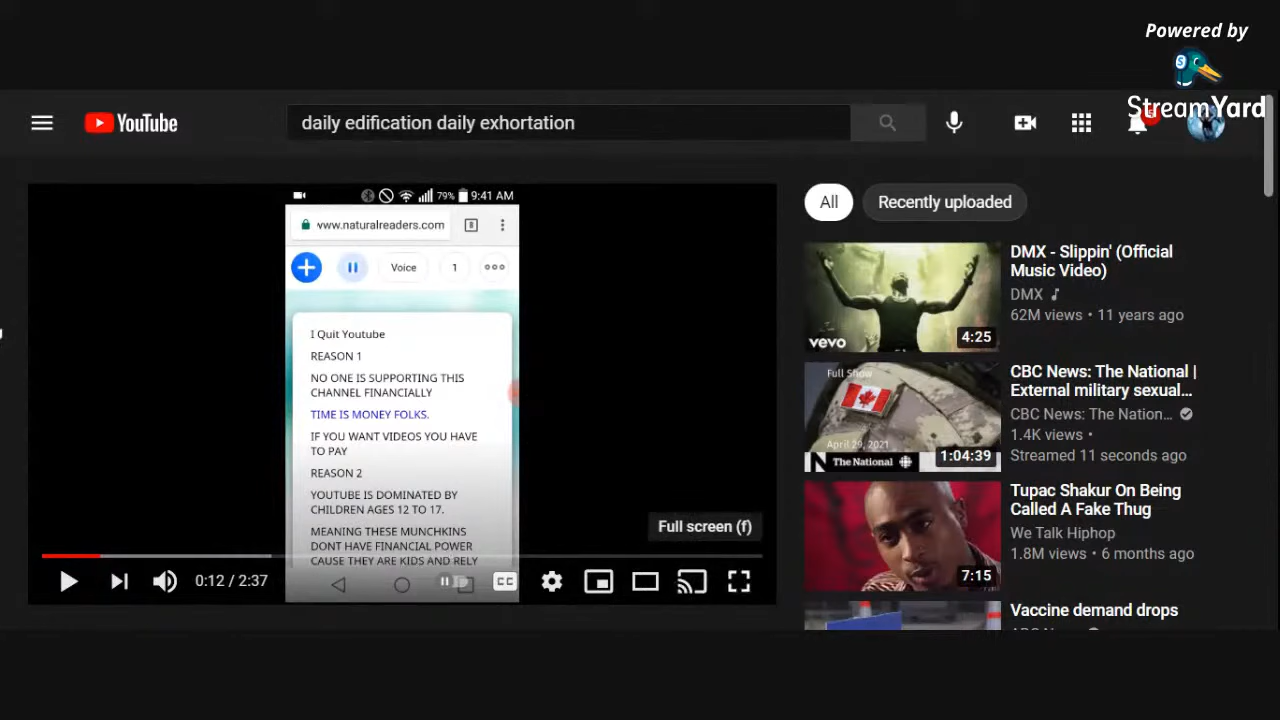 Powered by
StreamYard
YouTube
daily edification daily exhortation
79% 9:41 AM
www.naturalreaders.com
8
Voice
1
I Quit Youtube
REASON 1
NO ONE IS SUPPORTING THIS
CHANNEL FINANCIALLY
TIME IS MONEY FOLKS.
IF YOU WANT VIDEOS YOU HAVE
TO PAY
REASON 2
YOUTUBE IS DOMINATED BY
CHILDREN AGES 12 TO 17.
MEANING THESE MUNCHKINS
DONT HAVE FINANCIAL POWER
CAUSE THEY ARE KIDS AND RELY
Full screen (f)
0:12 / 2:37
CC
All
Recently uploaded
vevo
4:25
DMX - Slippin' (Official
Music Video)
DMX
62M views • 11 years ago
Full Show
April 29, 2021
The National
1:04:39
CBC News: The National |
External military sexual...
CBC News: The Nation...
1.4K views •
Streamed 11 seconds ago
7:15
Tupac Shakur On Being
Called A Fake Thug
We Talk Hiphop
1.8M views • 6 months ago
Vaccine demand drops